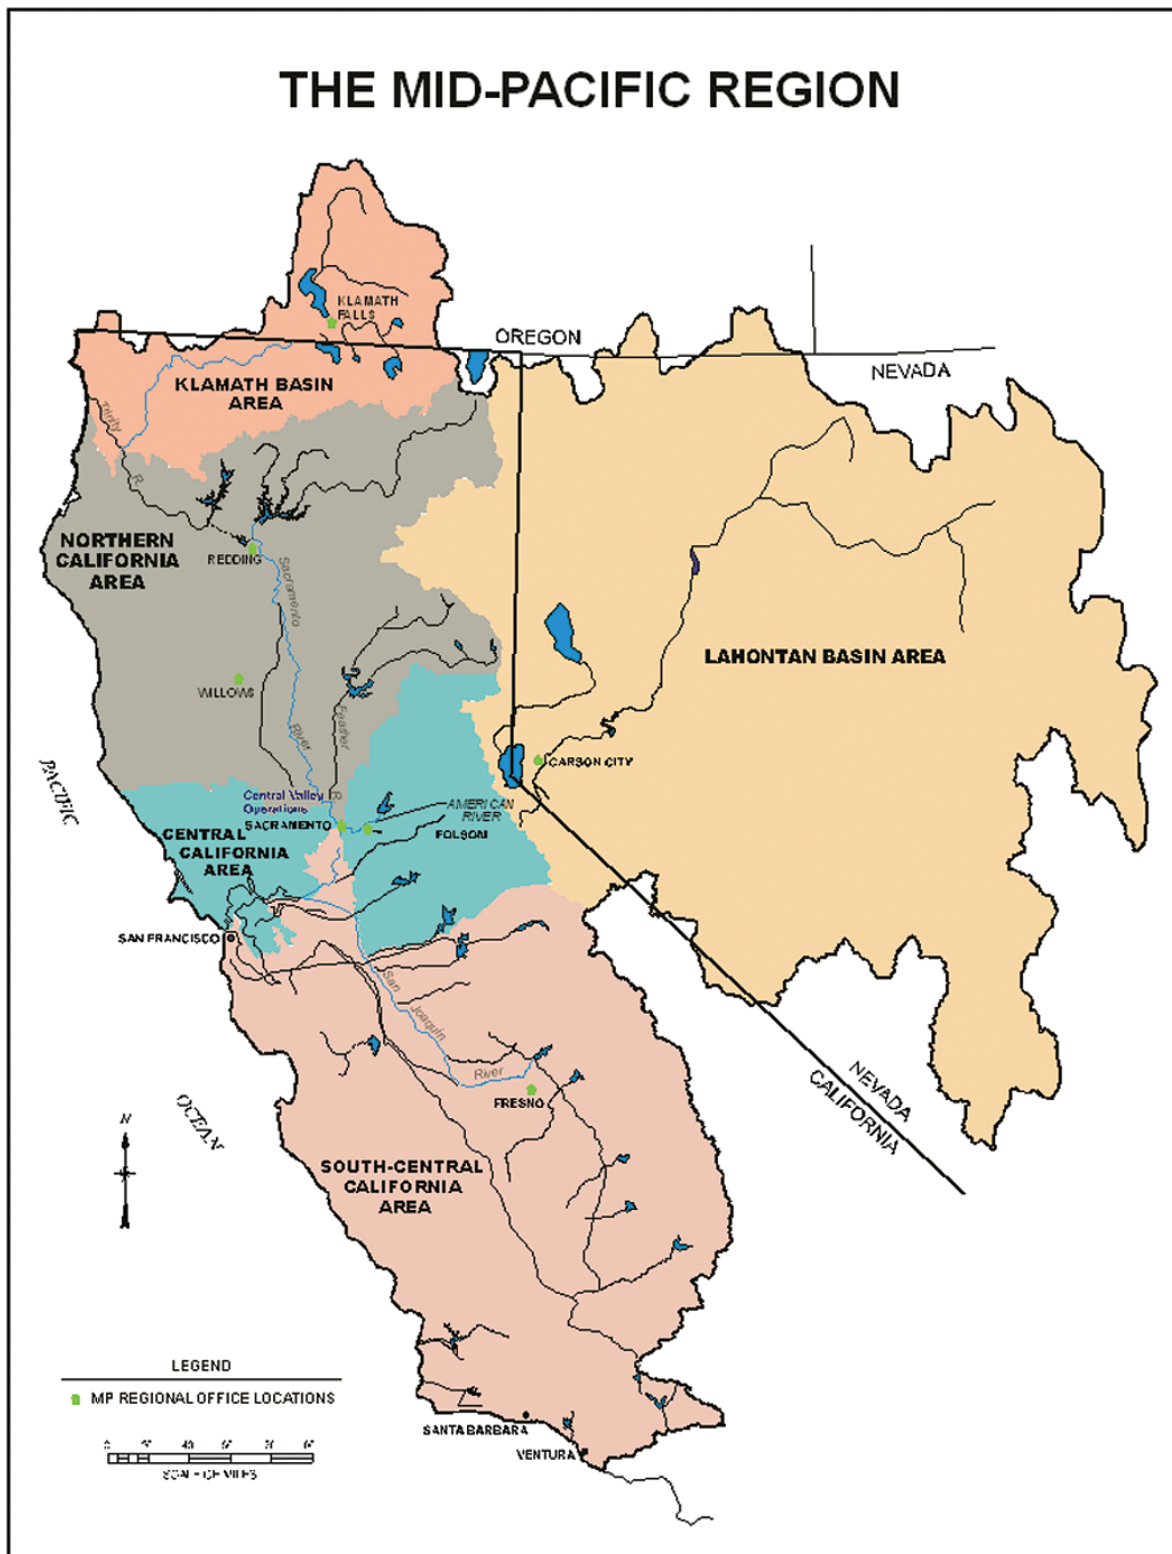 THE MID-PACIFIC REGION
KLAMATH
FALLS
OREGON
NEVADA
KLAMATH BASIN
AREA
Trinity
R.
NORTHERN
CALIFORNIA
AREA
REDDING
Sacramento
River
LAHONTAN BASIN AREA
WILLOWS
Feather
R.
CARSON CITY
PACIFIC
Central Valley
Operations
SACRAMENTO
AMERICAN
RIVER
FOLSOM
CENTRAL
CALIFORNIA
AREA
SAN FRANCISCO
San
Joaquin
River
FRESNO
NEVADA
CALIFORNIA
OCEAN
N
SOUTH-CENTRAL
CALIFORNIA
AREA
LEGEND
MP REGIONAL OFFICE LOCATIONS
SCALE OF MILES
SANTA BARBARA
VENTURA